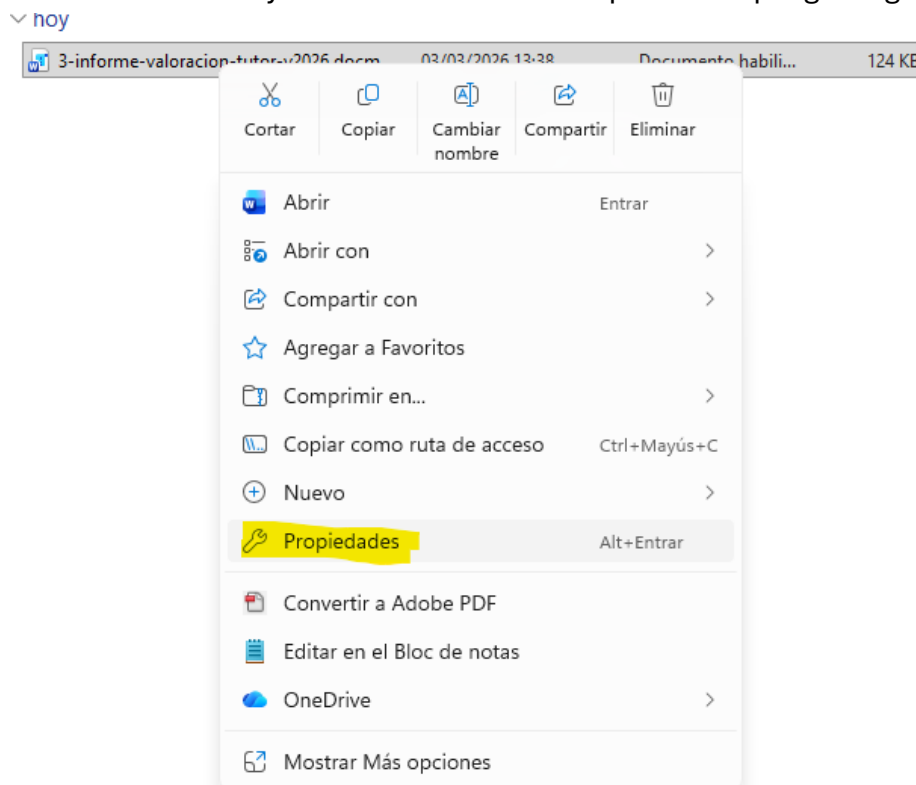 hoy
3-informe-valoracion-tutor-v2026.docm 03/03/2026 13:38 Documento habili... 124 KB
Cortar Copiar Cambiar nombre Compartir Eliminar
Abrir Entrar
Abrir con
Compartir con
Agregar a Favoritos
Comprimir en...
Copiar como ruta de acceso Ctrl+Mayús+C
Nuevo
Propiedades Alt+Entrar
Convertir a Adobe PDF
Editar en el Bloc de notas
OneDrive
Mostrar Más opciones